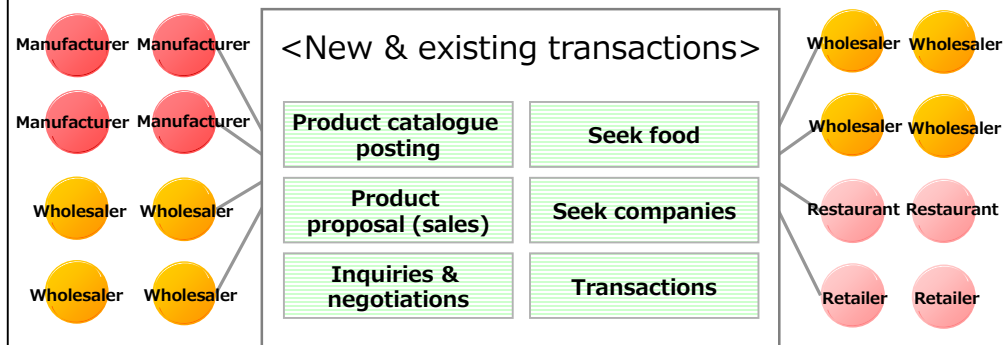 <New & existing transactions>
Manufacturer Manufacturer
Manufacturer Manufacturer
Wholesaler Wholesaler
Wholesaler Wholesaler
Product catalogue
posting
Product
proposal (sales)
Inquiries &
negotiations
Seek food
Seek companies
Transactions
Wholesaler Wholesaler
Wholesaler Wholesaler
Restaurant Restaurant
Retailer Retailer